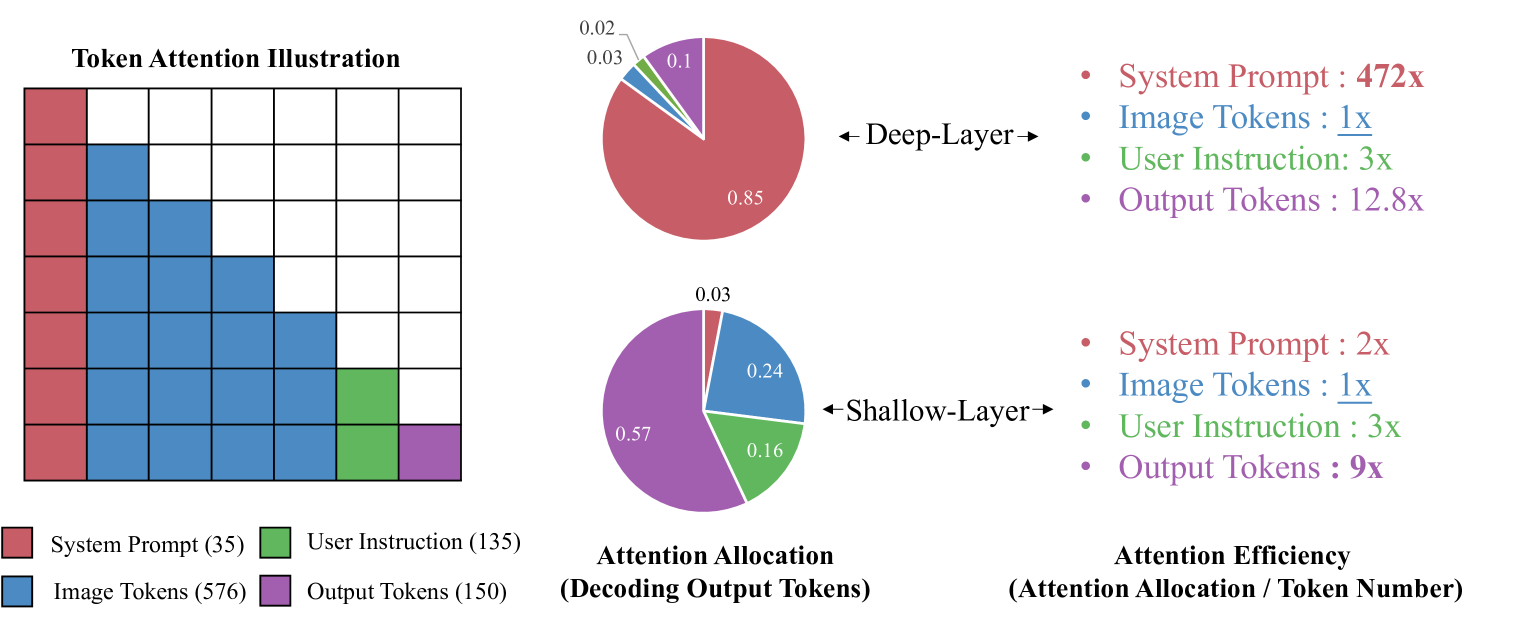 Token Attention Illustration
System Prompt (35)
User Instruction (135)
Image Tokens (576)
Output Tokens (150)
0.02
0.03
0.1
0.85
Deep-Layer
0.03
0.24
0.57
0.16
Shallow-Layer
Attention Allocation
(Decoding Output Tokens)
• System Prompt : 472x
• Image Tokens : 1x
• User Instruction: 3x
• Output Tokens : 12.8x
• System Prompt : 2x
• Image Tokens : 1x
• User Instruction : 3x
• Output Tokens : 9x
Attention Efficiency
(Attention Allocation / Token Number)